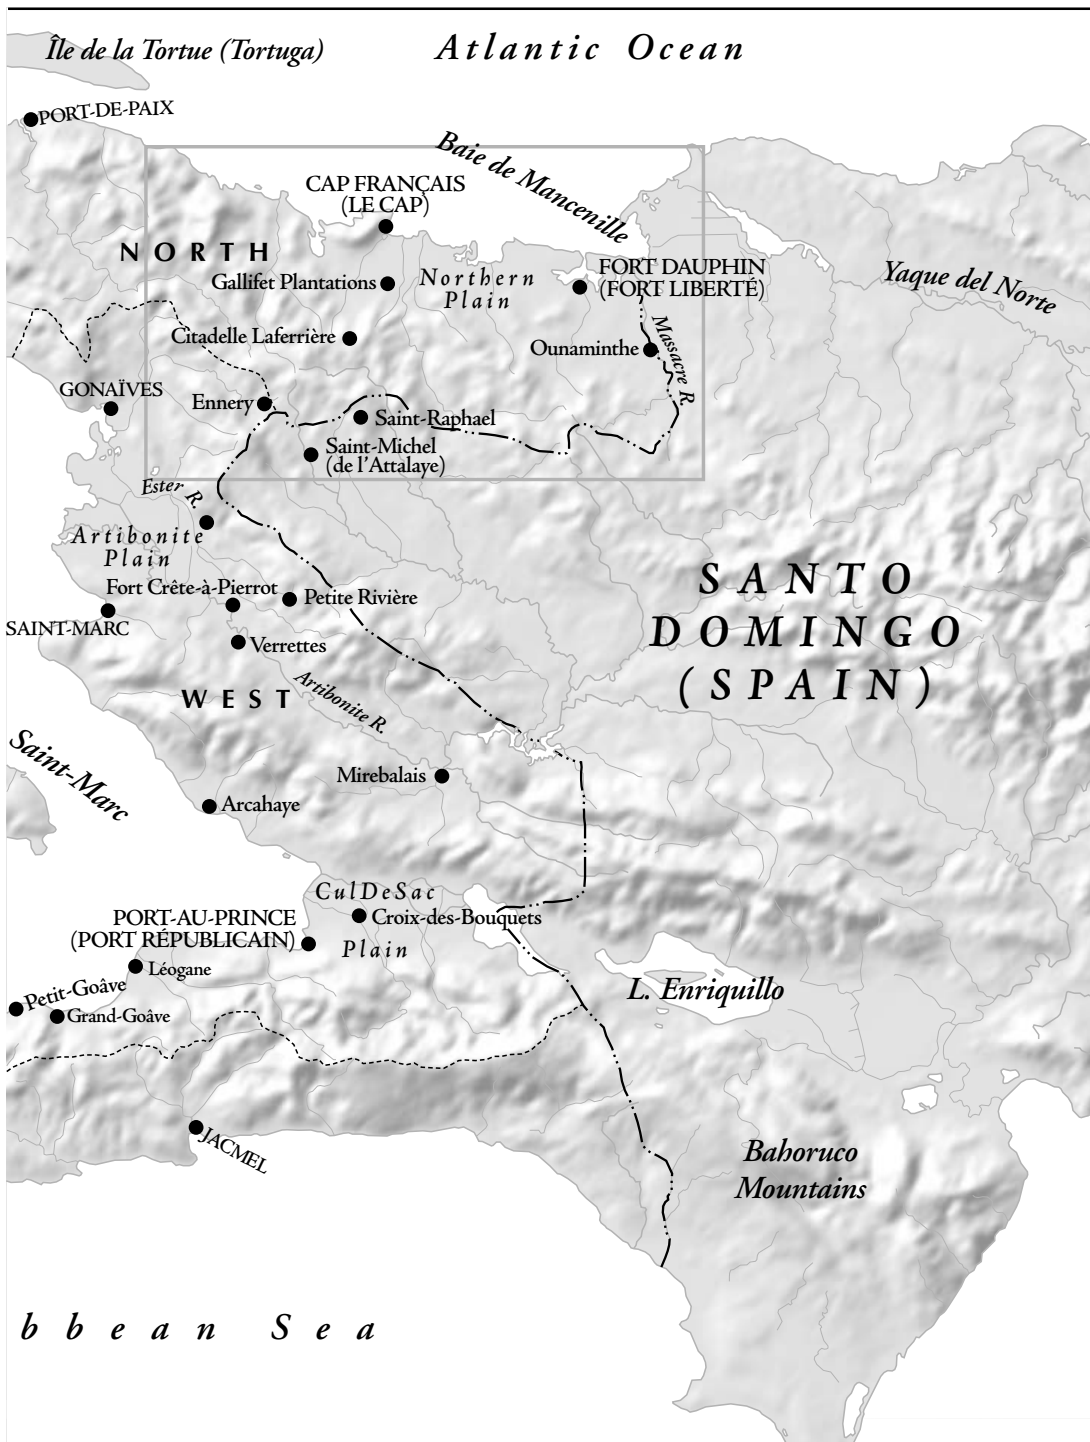 Île de la Tortue (Tortuga)
Atlantic Ocean
PORT-DE-PAIX
Baie de Mancenille
CAP FRANÇAIS
(LE CAP)
NORTH
Gallifet Plantations
Northern
Plain
FORT DAUPHIN
(FORT LIBERTÉ)
Yaque del Norte
Citadelle Laferrière
Ounaminthe
Massacre R.
GONAÏVES
Ennery
Saint-Raphael
Saint-Michel
(de l'Attalaye)
Ester R.
Artibonite
Plain
Fort Crête-à-Pierrot
Petite Rivière
SAINT-MARC
Verrettes
SANTO
DOMINGO
(SPAIN)
WEST
Artibonite R.
Saint-Marc
Mirebalais
Arcahaye
CulDeSac
Plain
Croix-des-Bouquets
PORT-AU-PRINCE
(PORT RÉPUBLICAIN)
Léogane
Petit-Goâve
Grand-Goâve
L. Enriquillo
JACMEL
Bahoruco
Mountains
bbean Sea